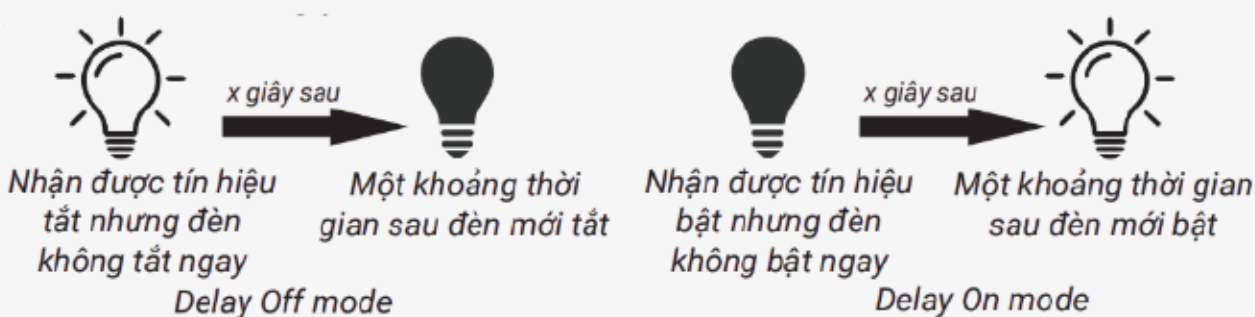 x giây sau
Nhận được tín hiệu
tắt nhưng đèn
không tắt ngay
Một khoảng thời
gian sau đèn mới tắt
Delay Off mode
x giây sau
Nhận được tín hiệu
bật nhưng đèn
không bật ngay
Một khoảng thời gian
sau đèn mới bật
Delay On mode